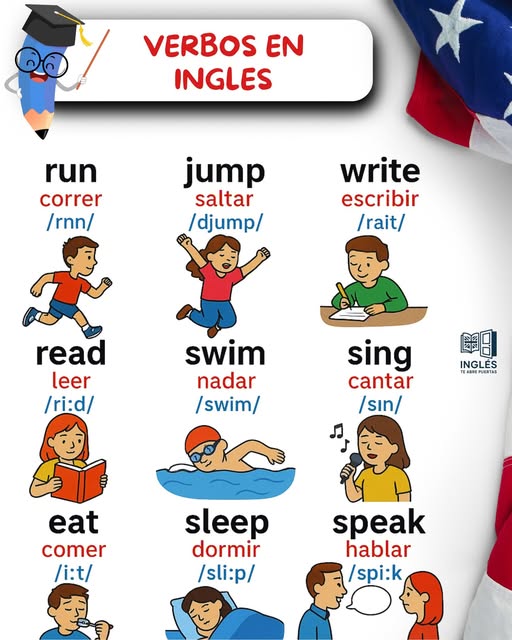 VERBOS EN
INGLES
run
correr
/rnn/
jump
saltar
/djump/
write
escribir
/rait/
read
leer
/ri:d/
swim
nadar
/swim/
sing
cantar
/sın/
INGLÉS
TE ABRE PUERTAS
eat
comer
/i:t/
sleep
dormir
/sli:p/
speak
hablar
/spi:k